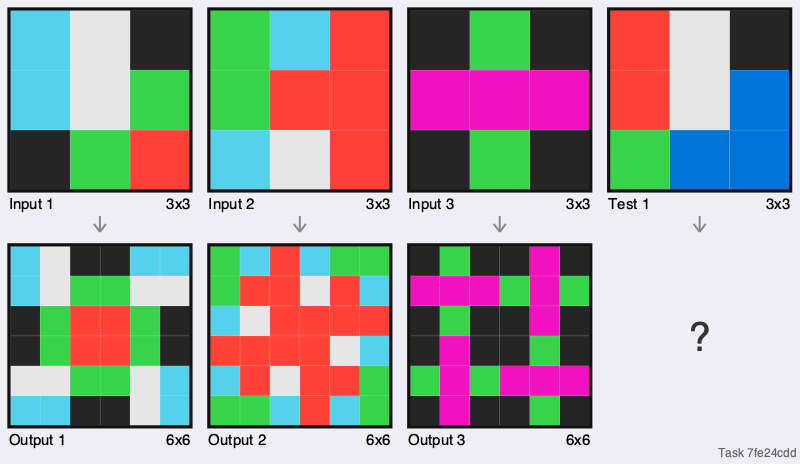 Input 1 3x3
Input 2 3x3
Input 3 3x3
Test 1 3x3
?
Output 1 6x6
Output 2 6x6
Output 3 6x6
Task 7fe24cdd